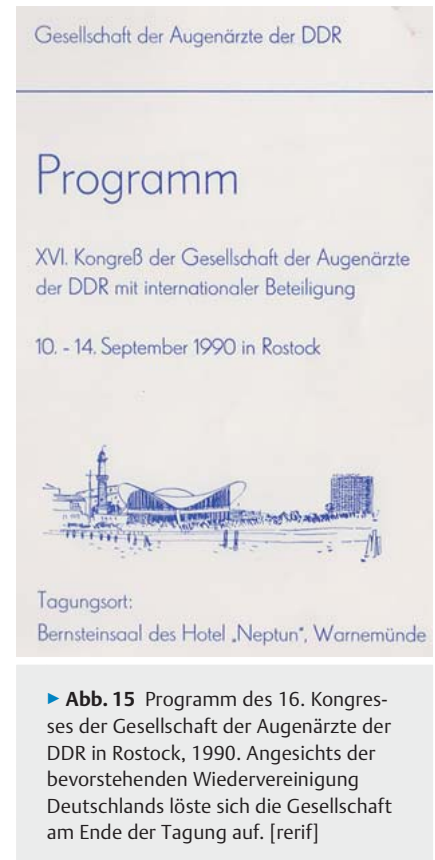 Gesellschaft der Augenärzte der DDR
Programm
XVI. Kongreß der Gesellschaft der Augenärzte
der DDR mit internationaler Beteiligung
10. - 14. September 1990 in Rostock
Tagungsort:
Bernsteinsaal des Hotel „Neptun“, Warnemünde
▶ Abb. 15 Programm des 16. Kongres-
ses der Gesellschaft der Augenärzte der
DDR in Rostock, 1990. Angesichts der
bevorstehenden Wiedervereinigung
Deutschlands löste sich die Gesellschaft
am Ende der Tagung auf. [rerif]